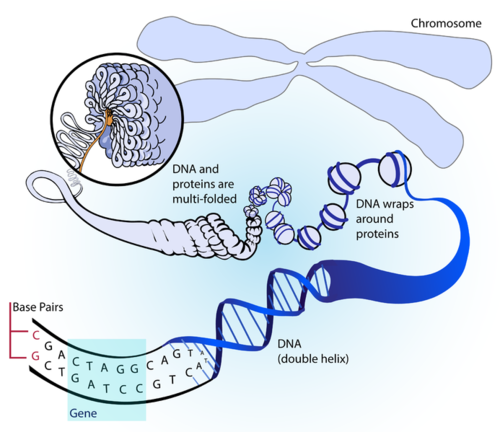 Chromosome
DNA and
proteins are
multi-folded
DNA wraps
around
proteins
Base Pairs
DNA
(double helix)
C G A C T A G G C A G T A
G C T G A T C C G T C A T
Gene